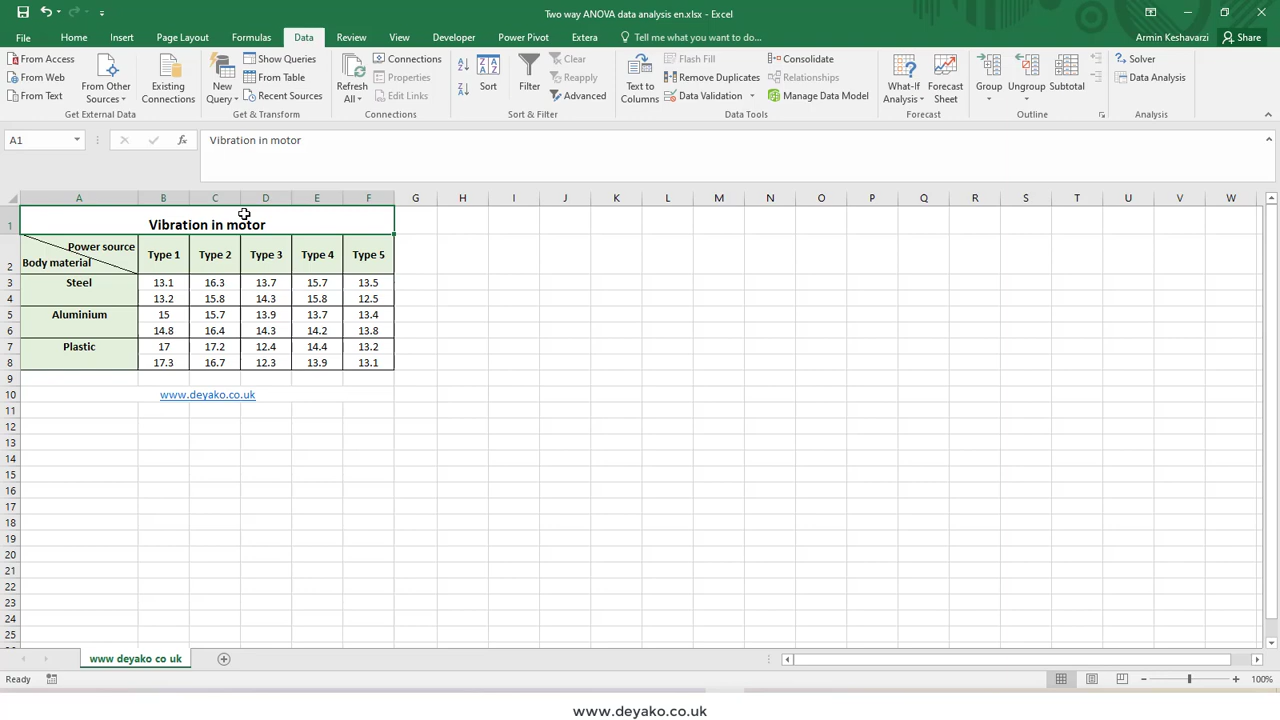 Two way ANOVA data analysis en.xlsx - Excel
File Home Insert Page Layout Formulas Data Review View Developer Power Pivot Extera Tell me what you want to do... Armin Keshavarzi Share
From Access
From Web
From Text
From Other Sources
Existing Connections
Get External Data
New Query
Show Queries
From Table
Recent Sources
Get & Transform
Refresh All
Connections
Properties
Edit Links
Connections
Sort
Filter
Clear
Reapply
Advanced
Sort & Filter
Text to Columns
Flash Fill
Remove Duplicates
Data Validation
Consolidate
Relationships
Manage Data Model
Data Tools
What-If Analysis
Forecast Sheet
Forecast
Group
Ungroup
Subtotal
Outline
Solver
Data Analysis
Analysis
A1 fx Vibration in motor
A B C D E F G H I J K L M N O P Q R S T U V W
1 Vibration in motor
Power source
Body material
2 Type 1 Type 2 Type 3 Type 4 Type 5
3 Steel 13.1 16.3 13.7 15.7 13.5
4 13.2 15.8 14.3 15.8 12.5
5 Aluminium 15 15.7 13.9 13.7 13.4
6 14.8 16.4 14.3 14.2 13.8
7 Plastic 17 17.2 12.4 14.4 13.2
8 17.3 16.7 12.3 13.9 13.1
9
10 www.deyako.co.uk
11
12
13
14
15
16
17
18
19
20
21
22
23
24
25
www deyako co uk
Ready 100%
www.deyako.co.uk